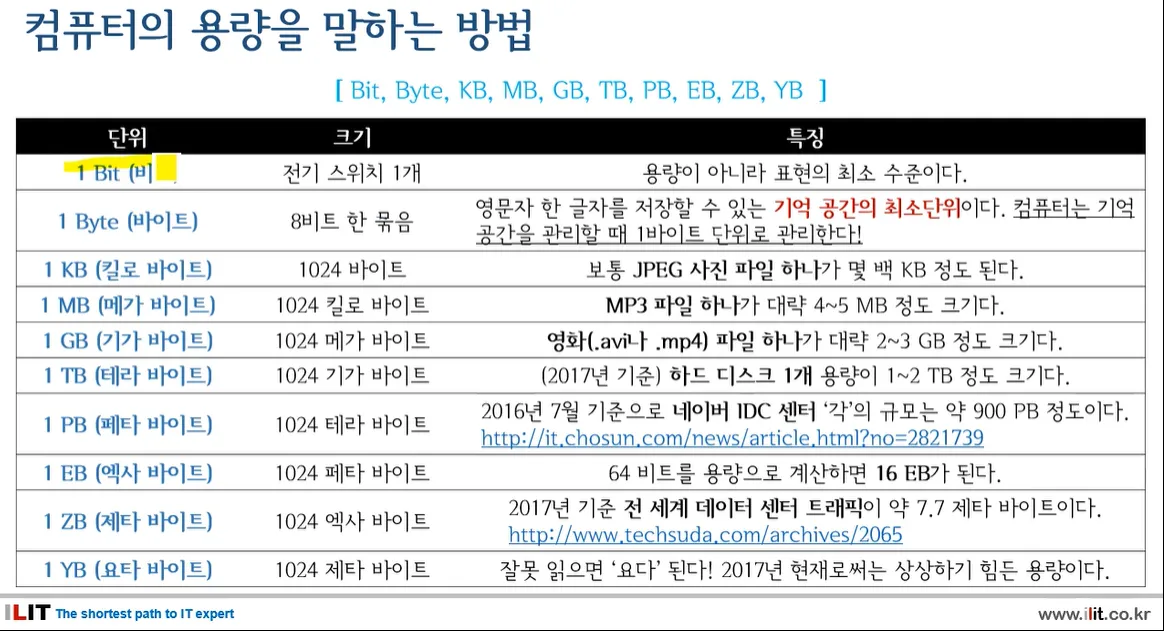 컴퓨터의 용량을 말하는 방법
[ Bit, Byte, KB, MB, GB, TB, PB, EB, ZB, YB ]
단위 크기 특징
1 Bit (비 전기 스위치 1개 용량이 아니라 표현의 최소 수준이다.
1 Byte (바이트) 8비트 한 묶음 영문자 한 글자를 저장할 수 있는 기억 공간의 최소단위이다. 컴퓨터는 기억
공간을 관리할 때 1바이트 단위로 관리한다!
1 KB (킬로 바이트) 1024 바이트 보통 JPEG 사진 파일 하나가 몇 백 KB 정도 된다.
1 MB (메가 바이트) 1024 킬로 바이트 MP3 파일 하나가 대략 4~5 MB 정도 크기다.
1 GB (기가 바이트) 1024 메가 바이트 영화(.avi나 .mp4) 파일 하나가 대략 2~3 GB 정도 크기다.
1 TB (테라 바이트) 1024 기가 바이트 (2017년 기준) 하드 디스크 1개 용량이 1~2 TB 정도 크기다.
1 PB (페타 바이트) 1024 테라 바이트 2016년 7월 기준으로 네이버 IDC 센터 ‘각’의 규모는 약 900 PB 정도이다.
http://it.chosun.com/news/article.html?no=2821739
1 EB (엑사 바이트) 1024 페타 바이트 64 비트를 용량으로 계산하면 16 EB가 된다.
1 ZB (제타 바이트) 1024 엑사 바이트 2017년 기준 전 세계 데이터 센터 트래픽이 약 7.7 제타 바이트이다.
http://www.techsuda.com/archives/2065
1 YB (요타 바이트) 1024 제타 바이트 잘못 읽으면 ‘요다’ 된다! 2017년 현재로써는 상상하기 힘든 용량이다.
ILIT The shortest path to IT expert www.ilit.co.kr